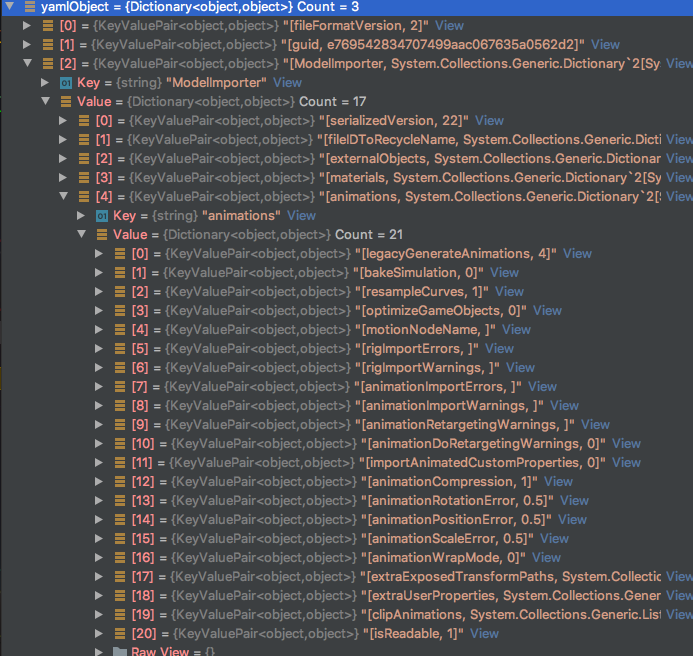 yamlObject = {Dictionary<object,object>} Count = 3
[0] = {KeyValuePair<object,object>} "[fileFormatVersion, 2]" View
[1] = {KeyValuePair<object,object>} "[guid, e769542834707499aac067635a0562d2]" View
[2] = {KeyValuePair<object,object>} "[ModelImporter, System.Collections.Generic.Dictionary`2[Sy View
01 Key = {string} "ModelImporter" View
Value = {Dictionary<object,object>} Count = 17
[0] = {KeyValuePair<object,object>} "[serializedVersion, 22]" View
[1] = {KeyValuePair<object,object>} "[fileIDToRecycleName, System.Collections.Generic.Dicti View
[2] = {KeyValuePair<object,object>} "[externalObjects, System.Collections.Generic.Dictionar View
[3] = {KeyValuePair<object,object>} "[materials, System.Collections.Generic.Dictionary`2[Sy View
[4] = {KeyValuePair<object,object>} "[animations, System.Collections.Generic.Dictionary`2[S View
01 Key = {string} "animations" View
Value = {Dictionary<object,object>} Count = 21
[0] = {KeyValuePair<object,object>} "[legacyGenerateAnimations, 4]" View
[1] = {KeyValuePair<object,object>} "[bakeSimulation, 0]" View
[2] = {KeyValuePair<object,object>} "[resampleCurves, 1]" View
[3] = {KeyValuePair<object,object>} "[optimizeGameObjects, 0]" View
[4] = {KeyValuePair<object,object>} "[motionNodeName, ]" View
[5] = {KeyValuePair<object,object>} "[rigImportErrors, ]" View
[6] = {KeyValuePair<object,object>} "[rigImportWarnings, ]" View
[7] = {KeyValuePair<object,object>} "[animationImportErrors, ]" View
[8] = {KeyValuePair<object,object>} "[animationImportWarnings, ]" View
[9] = {KeyValuePair<object,object>} "[animationRetargetingWarnings, ]" View
[10] = {KeyValuePair<object,object>} "[animationDoRetargetingWarnings, 0]" View
[11] = {KeyValuePair<object,object>} "[importAnimatedCustomProperties, 0]" View
[12] = {KeyValuePair<object,object>} "[animationCompression, 1]" View
[13] = {KeyValuePair<object,object>} "[animationRotationError, 0.5]" View
[14] = {KeyValuePair<object,object>} "[animationPositionError, 0.5]" View
[15] = {KeyValuePair<object,object>} "[animationScaleError, 0.5]" View
[16] = {KeyValuePair<object,object>} "[animationWrapMode, 0]" View
[17] = {KeyValuePair<object,object>} "[extraExposedTransformPaths, System.Collectio View
[18] = {KeyValuePair<object,object>} "[extraUserProperties, System.Collections.Gener View
[19] = {KeyValuePair<object,object>} "[clipAnimations, System.Collections.Generic.List View
[20] = {KeyValuePair<object,object>} "[isReadable, 1]" View
Raw View = {}